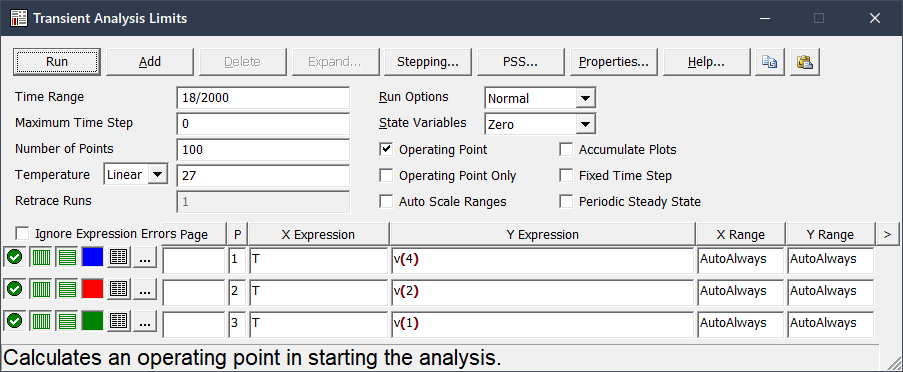 Transient Analysis Limits
Run Add Delete Expand... Stepping... PSS... Properties... Help...
Time Range 18/2000 Run Options Normal
Maximum Time Step 0 State Variables Zero
Number of Points 100 Operating Point Accumulate Plots
Temperature Linear 27 Operating Point Only Fixed Time Step
Retrace Runs 1 Auto Scale Ranges Periodic Steady State
Ignore Expression Errors Page P X Expression Y Expression X Range Y Range >
... 1 T v(4) AutoAlways AutoAlways
... 2 T v(2) AutoAlways AutoAlways
... 3 T v(1) AutoAlways AutoAlways
Calculates an operating point in starting the analysis.